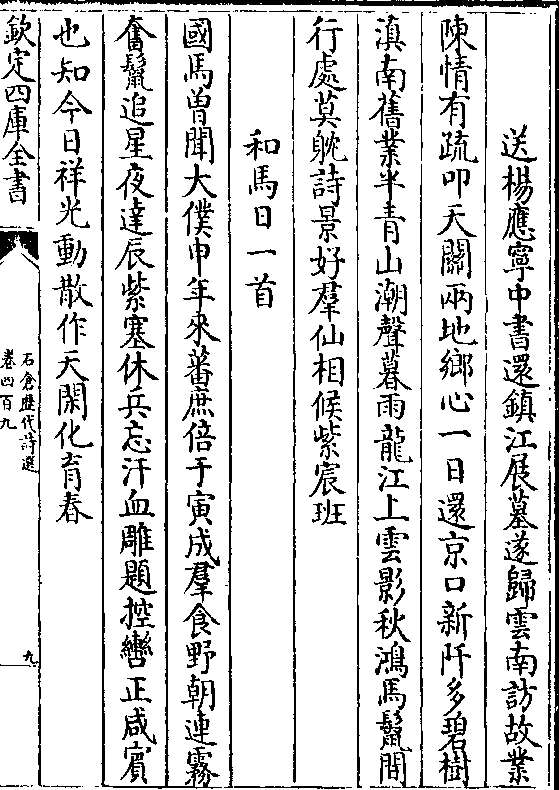 送楊應寧中書還鎮江展墓遂歸雲南訪故業
陳情有疏叩天關兩地鄉心一日還京口新阡多碧樹
滇南舊業半青山潮聲暮雨龍江上雲影秋鴻馬鬛間
行處莫躭詩景好羣仙相候紫宸班
和馬日一首
國馬曽聞大僕申年來蕃庶倍于寅成羣食野朝連霧
奮鬛追星夜達辰紫塞休兵忘汗血雕題控轡正咸賔
也知今日祥光動散作天閑化育春
欽定四庫全書
石倉歴代詩選
卷四百九
九